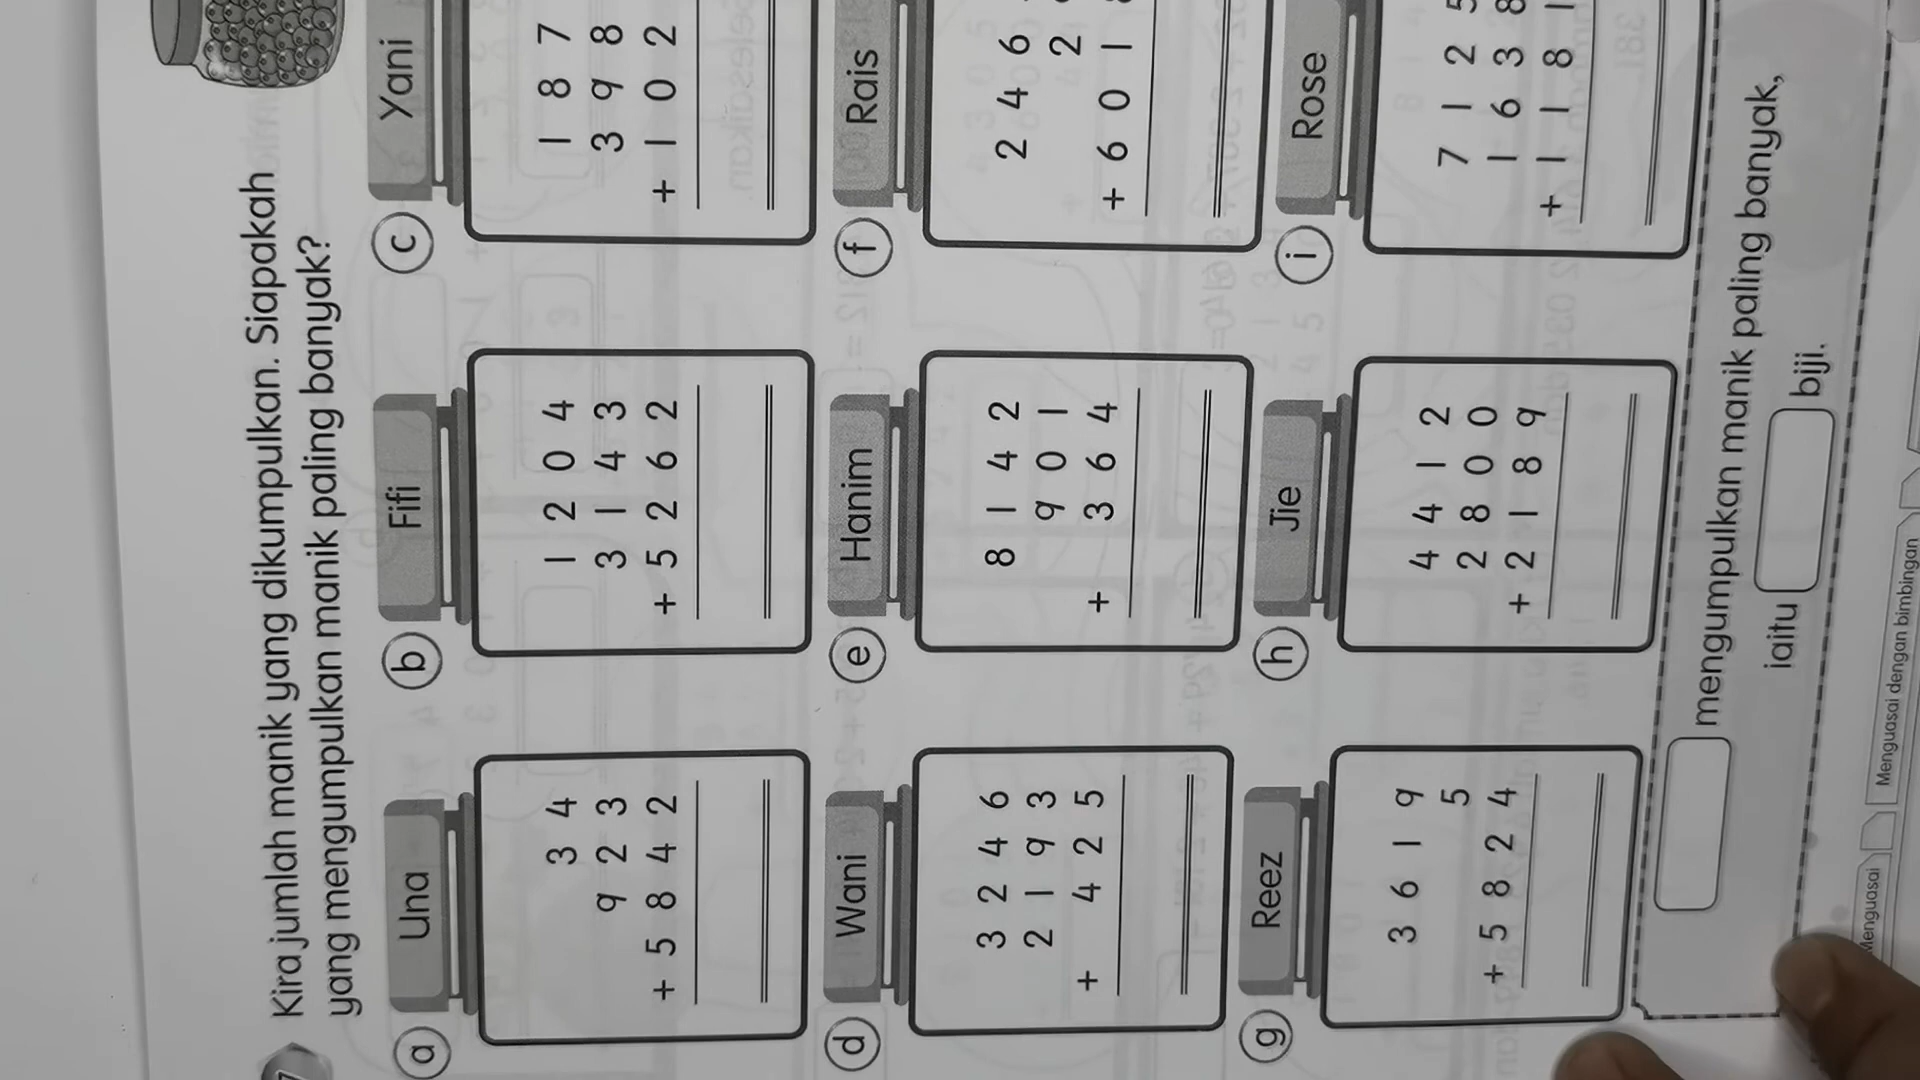 Kira jumlah manik yang dikumpulkan. Siapakah
yang mengumpulkan manik paling banyak?
a Una
3 4
9 2 3
+ 5 8 4 2
b Fifi
1 2 0 4
3 1 4 3
+ 5 2 6 2
c Yani
1 8 7
3 9 8
+ 1 0 2
d Wani
3 2 4 6
2 1 9 3
+ 4 2 5
e Hanim
8 1 4 2
9 0 1
+ 3 6 4
f Rais
2 4 6
2
+ 6 0 1
g Reez
3 6 1 9
5
+ 5 8 2 4
h Jie
4 4 1 2
2 8 0 0
+ 2 1 8 9
i Rose
7 1 2 5
1 6 3 8
+ 1 1 8 1
mengumpulkan manik paling banyak,
iaitu biji.
Menguasai Menguasai dengan bimbingan